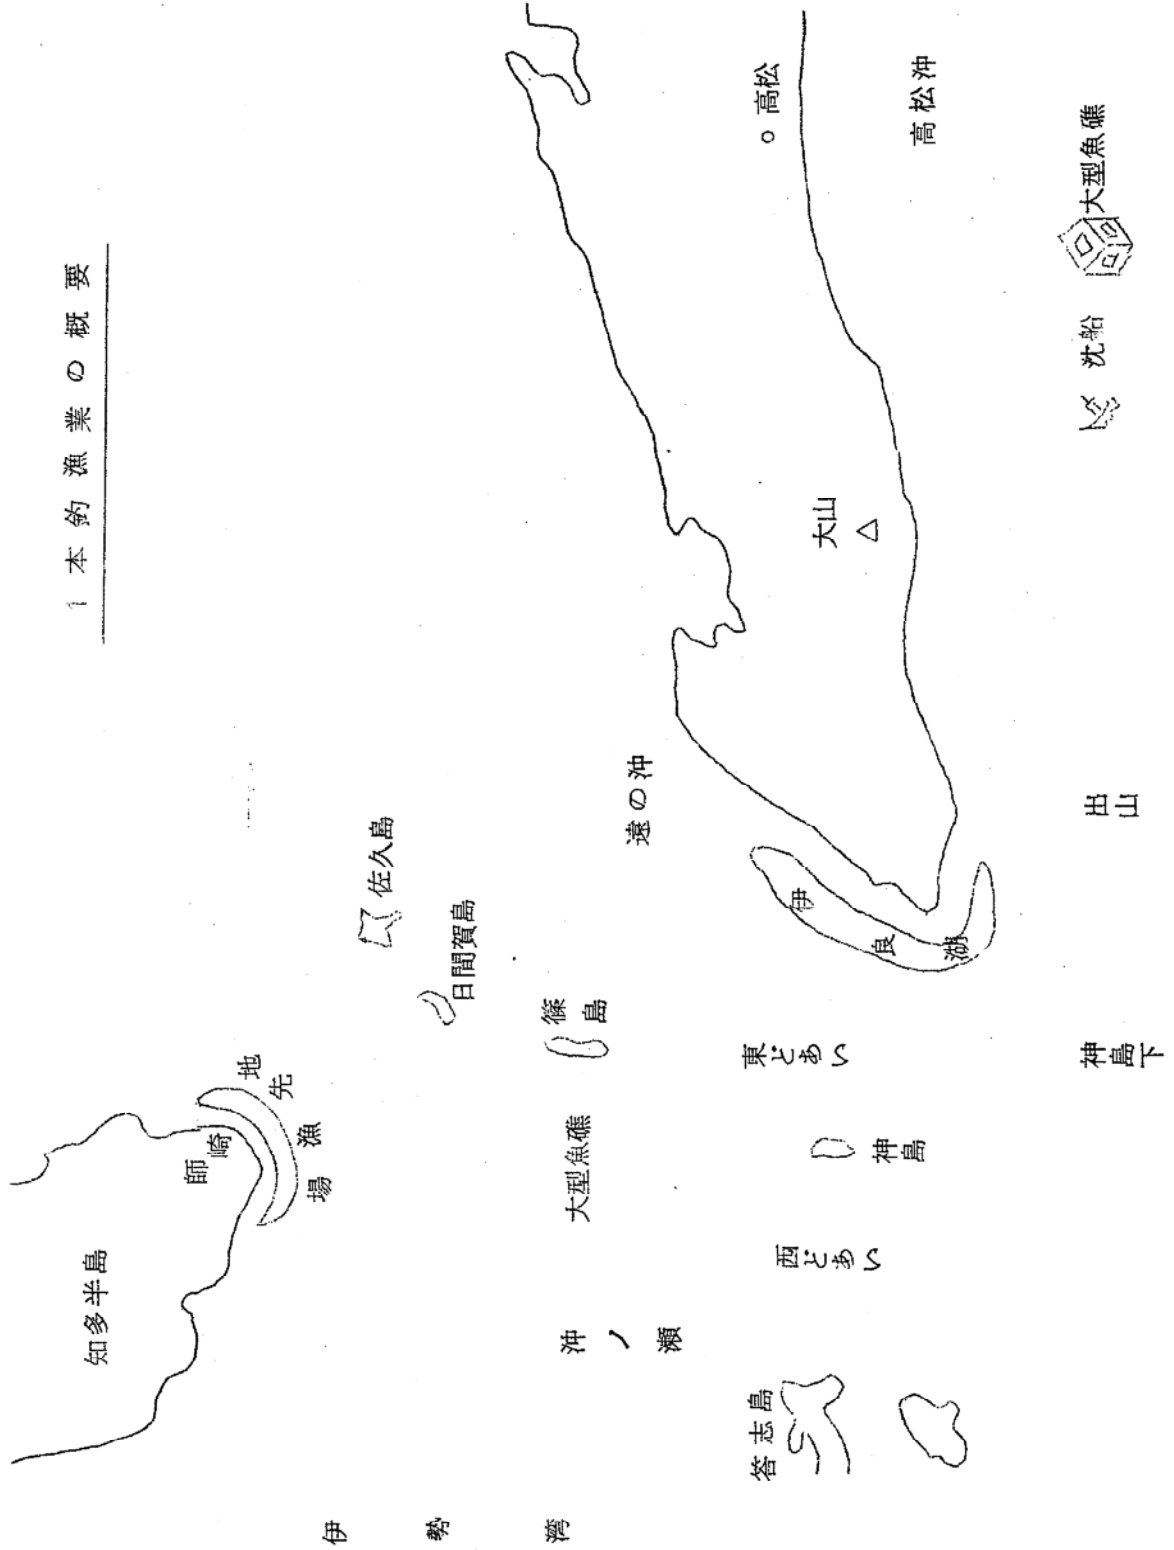 1本釣漁業の概要
知多半島
師崎
地先漁場
佐久島
日間賀島
篠島
大型魚礁
伊勢湾
沖ノ瀬
答志島
西どあい
神島
東どあい
神島下
伊良湖
遠の沖
出山
大山
高松
高松沖
沈船
大型魚礁